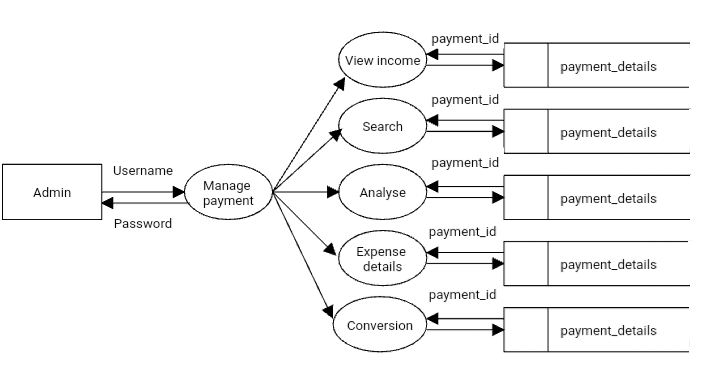 payment_id
View income
payment_details
payment_id
Search
payment_details
Username
payment_id
Admin
Manage
payment
Analyse
payment_details
Password
payment_id
Expense
details
payment_details
payment_id
Conversion
payment_details